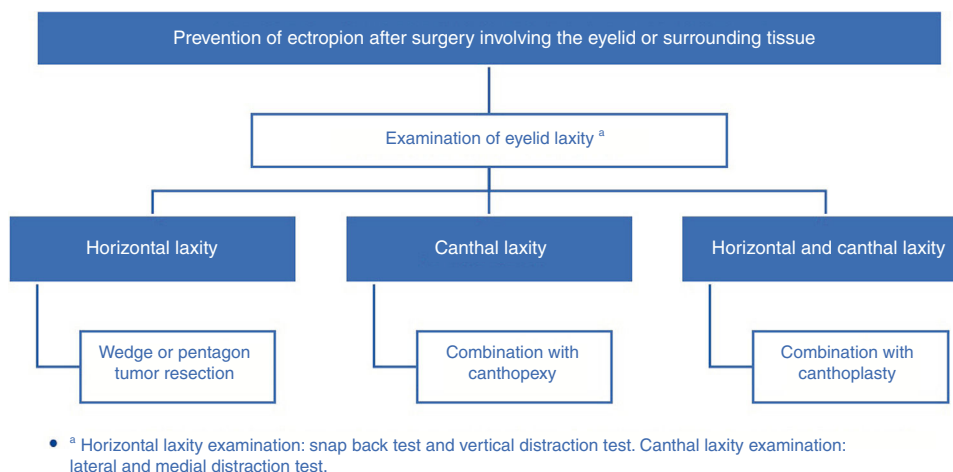 Prevention of ectropion after surgery involving the eyelid or surrounding tissue
Examination of eyelid laxity a
Horizontal laxity
Canthal laxity
Horizontal and canthal laxity
Wedge or pentagon
tumor resection
Combination with
canthopexy
Combination with
canthoplasty
• a Horizontal laxity examination: snap back test and vertical distraction test. Canthal laxity examination:
lateral and medial distraction test.